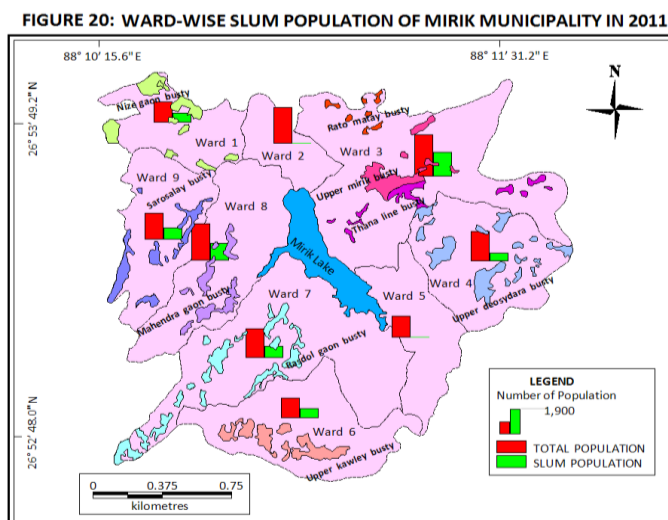 FIGURE 20: WARD-WISE SLUM POPULATION OF MIRIK MUNICIPALITY IN 2011
88° 10' 15.6" E
88° 11' 31.2" E
26° 53' 49.2" N
26° 52' 48.0" N
N
Nize gaon busty
Ward 1
Ward 2
Rato matay busty
Ward 3
Upper mirik busty
Thana line busty
Ward 9
Sarosalay busty
Ward 8
Mirik Lake
Ward 4
Upper deosydara busty
Mahendra gaon busty
Ward 7
Ward 5
Basdol gaon busty
Ward 6
Upper kawley busty
LEGEND
Number of Population
1,900
TOTAL POPULATION
SLUM POPULATION
0 0.375 0.75
kilometres